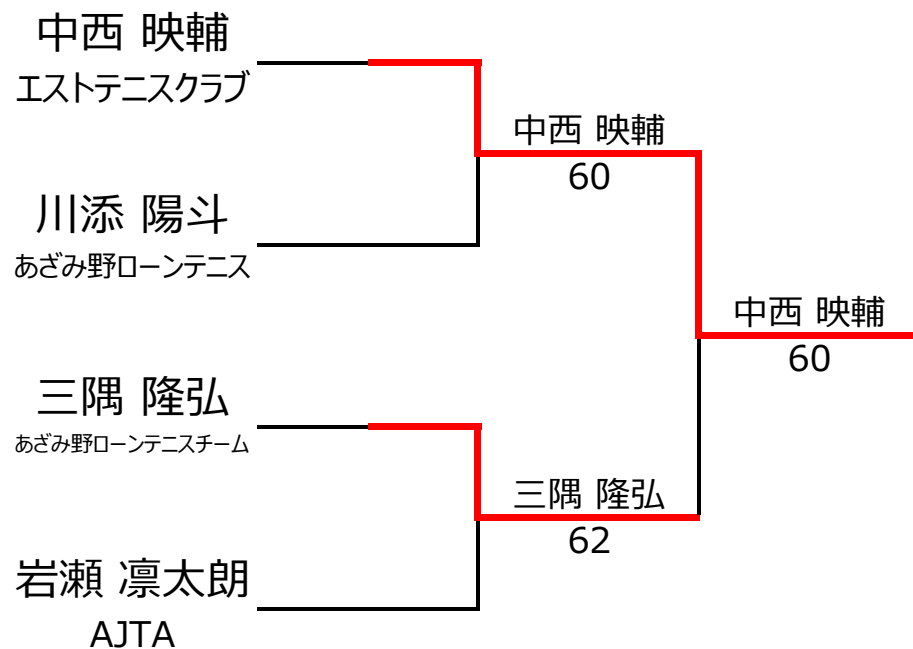 中西 映輔
エストテニスクラブ
中西 映輔
60
川添 陽斗
あざみ野ローンテニス
中西 映輔
60
三隅 隆弘
あざみ野ローンテニスチーム
三隅 隆弘
62
岩瀬 凛太朗
AJTA